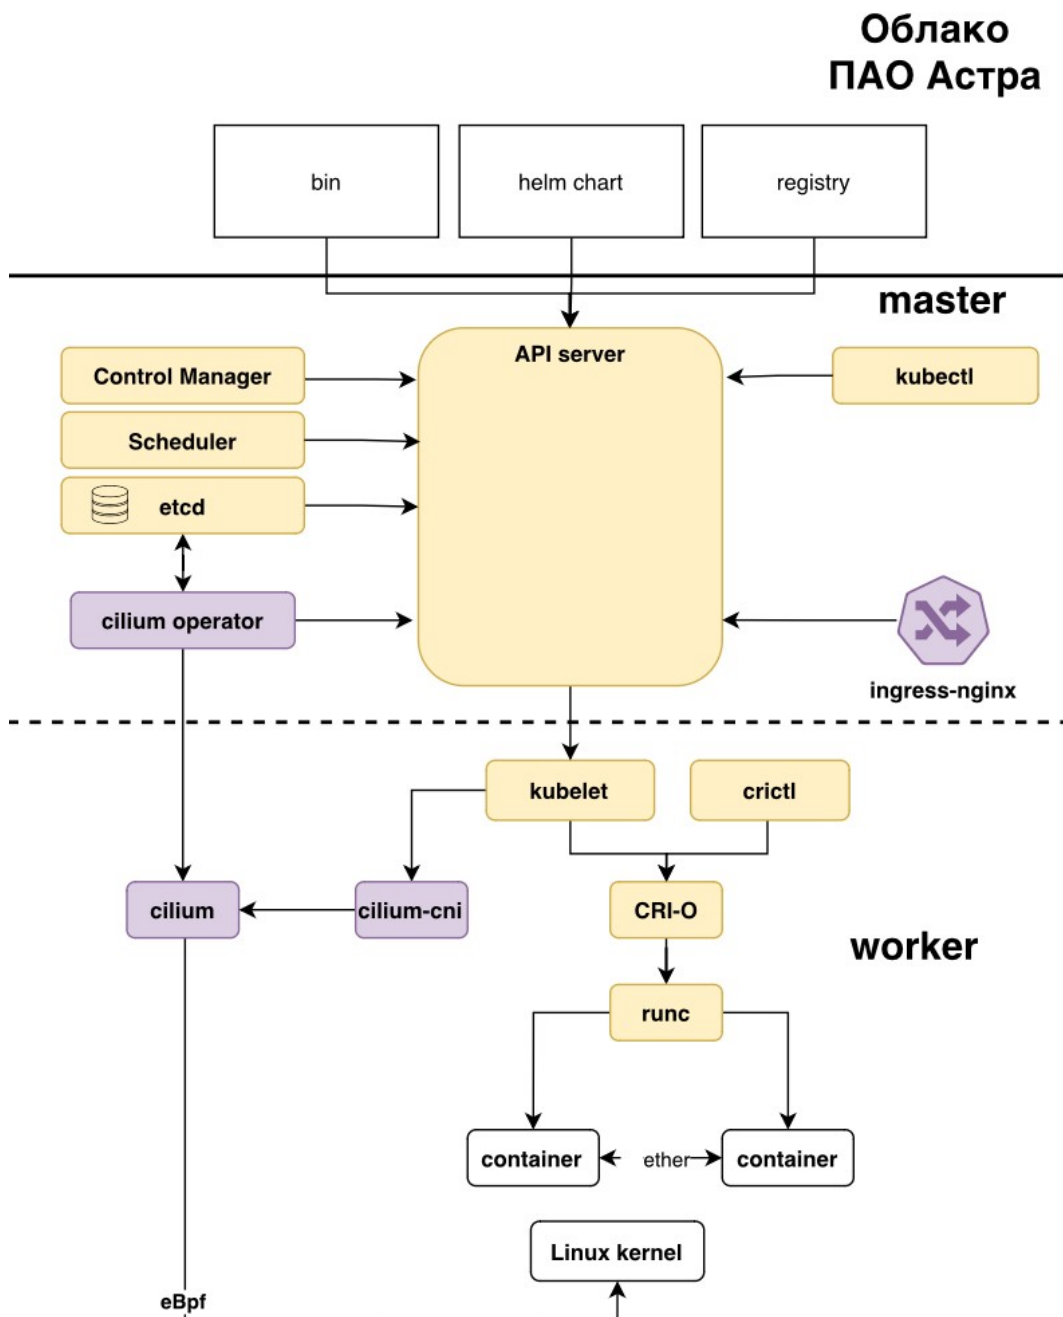 Облако
ПАО Астра
bin
helm chart
registry
master
API server
Control Manager
kubectl
Scheduler
etcd
cilium operator
ingress-nginx
kubelet
crictl
cilium
cilium-cni
CRI-O
worker
runc
container
ether
container
Linux kernel
eBpf